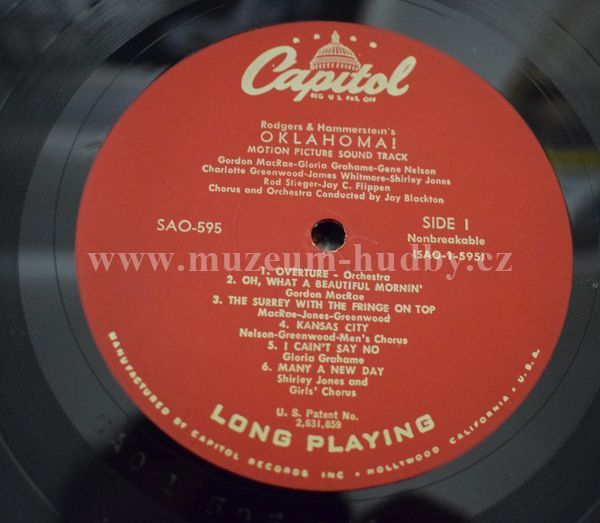 Capitol
REG. U.S. PAT. OFF.
Rodgers & Hammerstein's
OKLAHOMA!
MOTION PICTURE SOUND TRACK
Gordon MacRae-Gloria Grahame-Gene Nelson
Charlotte Greenwood-James Whitmore-Shirley Jones
Rod Stieger-Jay C. Flippen
Chorus and Orchestra Conducted by Jay Blackton
SAO-595
SIDE 1
Nonbreakable
(SAO-1-595)
www.muzeum-hudby.cz
1. OVERTURE - Orchestra
2. OH, WHAT A BEAUTIFUL MORNIN'
Gordon MacRae
3. THE SURREY WITH THE FRINGE ON TOP
MacRae-Jones-Greenwood
4. KANSAS CITY
Nelson-Greenwood-Men's Chorus
5. I CAIN'T SAY NO
Gloria Grahame
6. MANY A NEW DAY
Shirley Jones and
Girls' Chorus
U. S. Patent No.
2,631,859
LONG PLAYING
MANUFACTURED BY CAPITOL RECORDS INC • HOLLYWOOD CALIFORNIA • U.S.A.